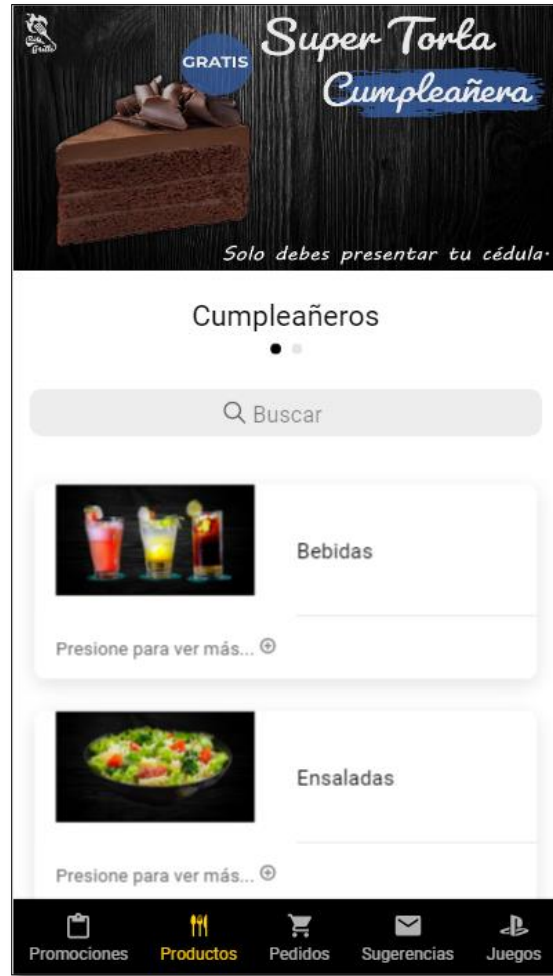 GRATIS
Super Torta
Cumpleañera
Solo debes presentar tu cédula.
Cumpleañeros
Buscar
Bebidas
Presione para ver más...
Ensaladas
Presione para ver más...
Promociones
Productos
Pedidos
Sugerencias
Juegos